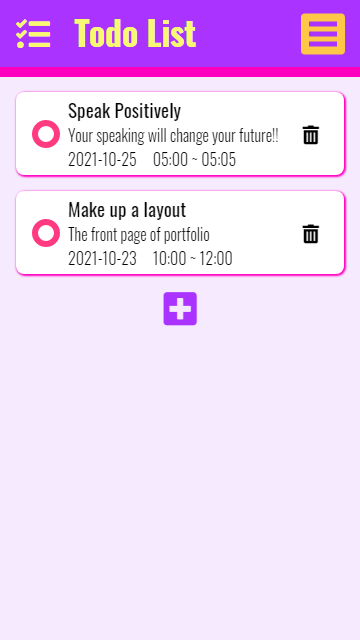 Todo List
Speak Positively
Your speaking will change your future!!
2021-10-25 05:00 ~ 05:05
Make up a layout
The front page of portfolio
2021-10-23 10:00 ~ 12:00